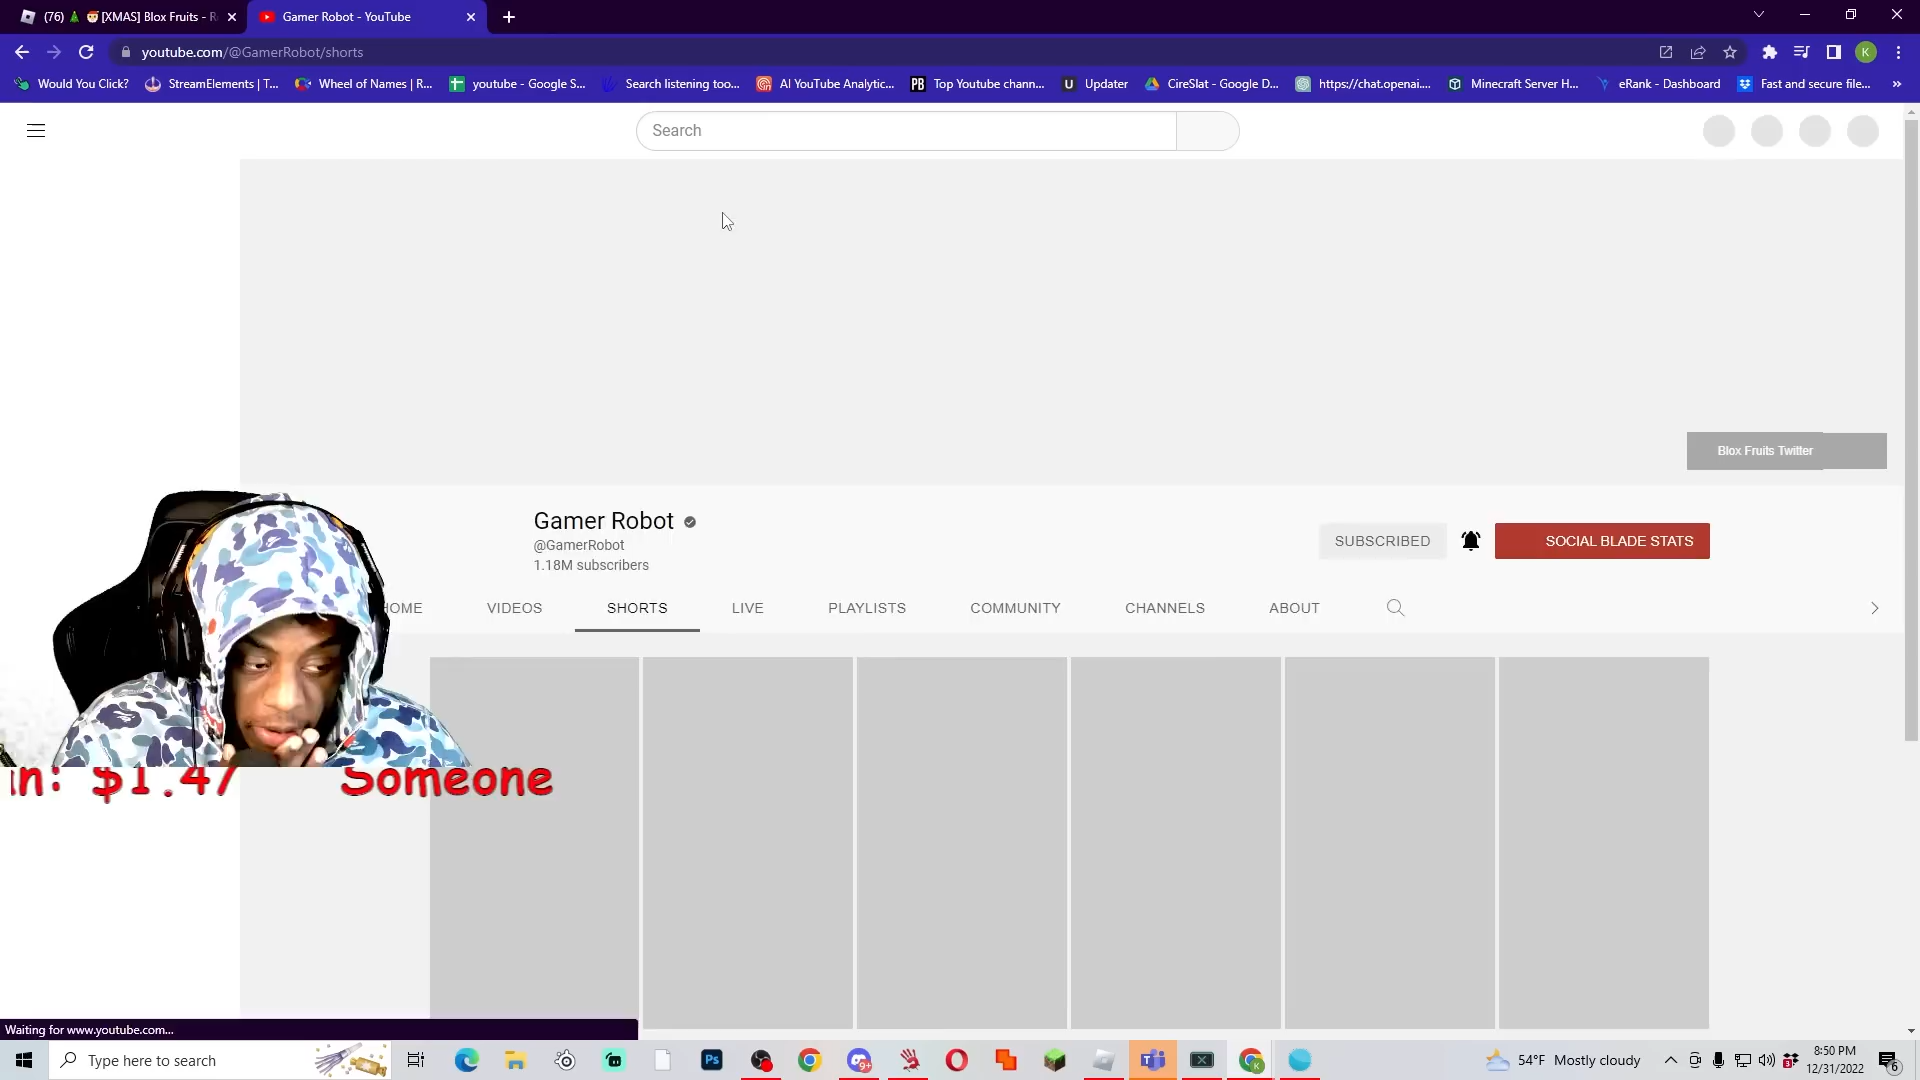 (76) 🎄 🎅[XMAS] Blox Fruits - R
Gamer Robot - YouTube
youtube.com/@GamerRobot/shorts
Would You Click?
StreamElements | T...
Wheel of Names | R...
youtube - Google S...
Search listening too...
AI YouTube Analytic...
Top Youtube chann...
Updater
CireSlat - Google D...
https://chat.openai....
Minecraft Server H...
eRank - Dashboard
Fast and secure file...
Search
Blox Fruits Twitter
Gamer Robot
@GamerRobot
1.18M subscribers
SUBSCRIBED
SOCIAL BLADE STATS
HOME
VIDEOS
SHORTS
LIVE
PLAYLISTS
COMMUNITY
CHANNELS
ABOUT
$1.47 Someone
Waiting for www.youtube.com...
Type here to search
54°F Mostly cloudy
8:50 PM
12/31/2022